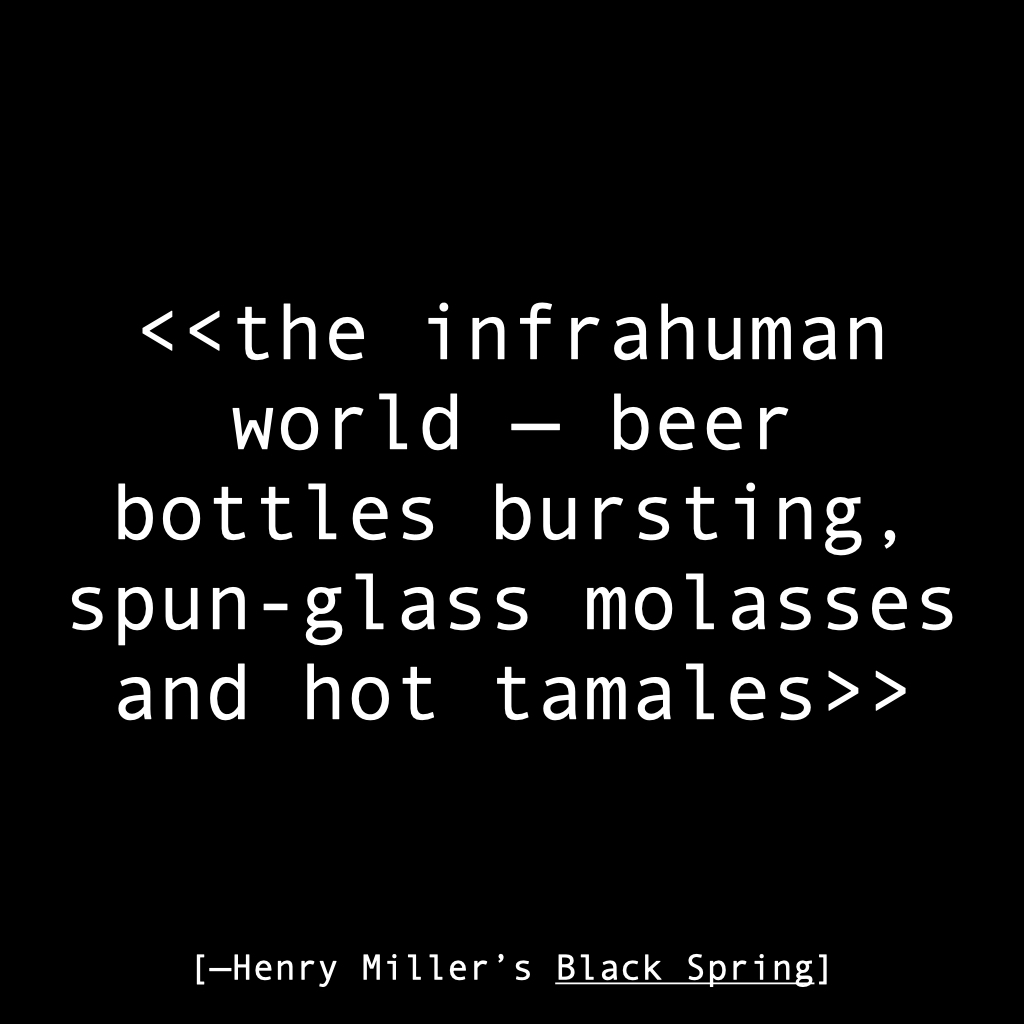 <<the infrahuman
world — beer
bottles bursting,
spun-glass molasses
and hot tamales>>
[—Henry Miller’s Black Spring]